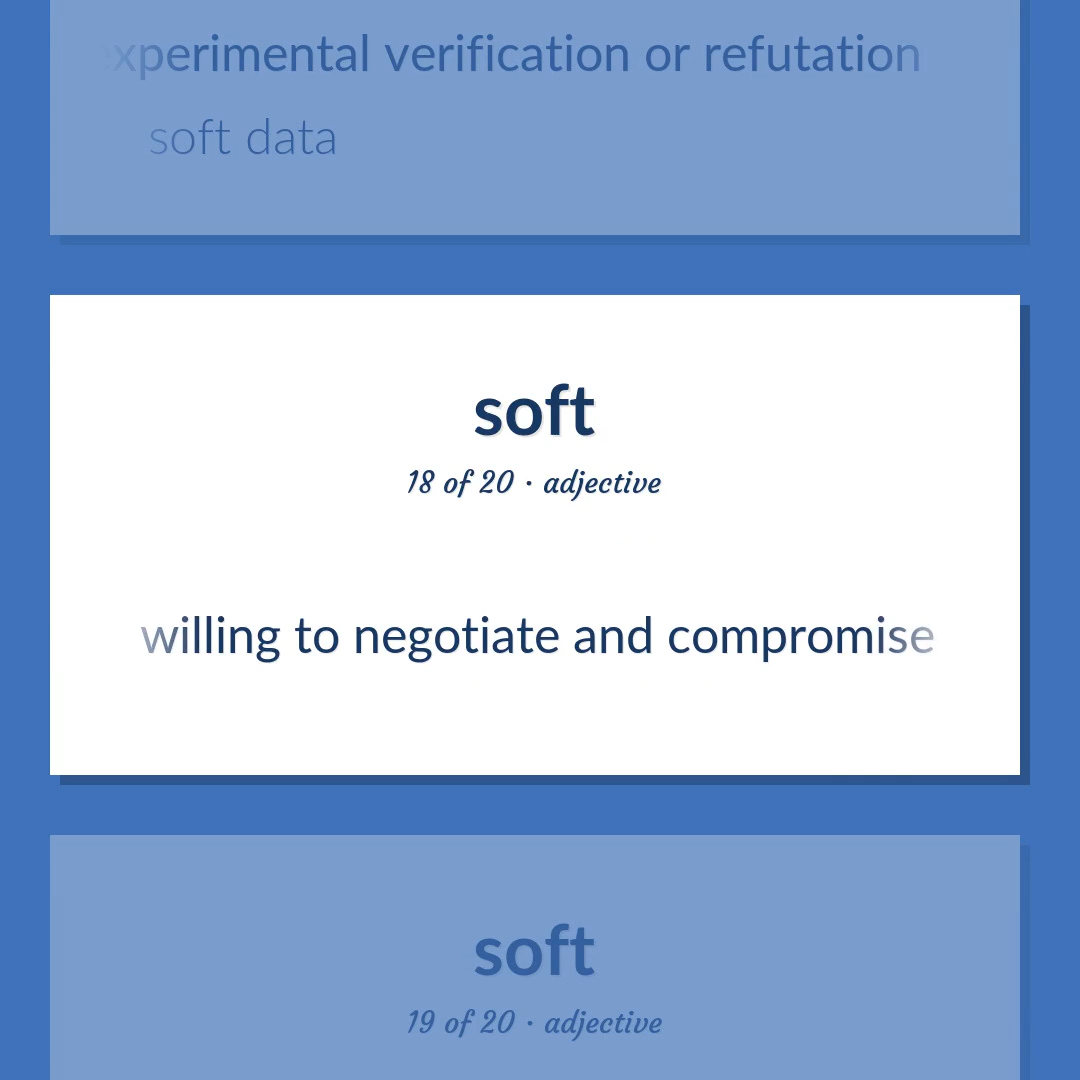 experimental verification or refutation
soft data
soft
18 of 20 · adjective
willing to negotiate and compromise
soft
19 of 20 · adjective